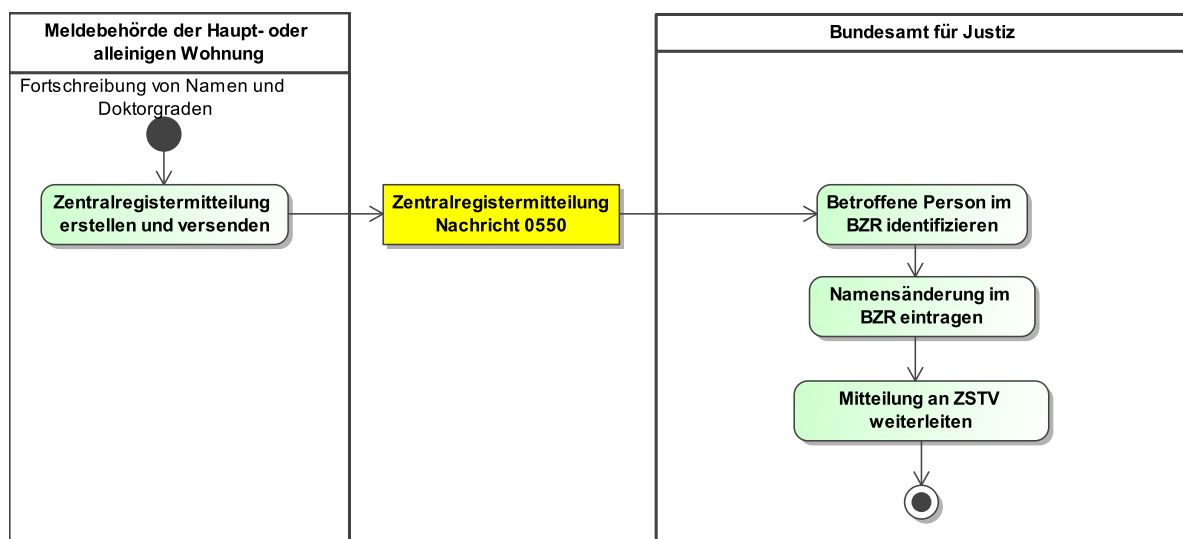 Meldebehörde der Haupt- oder
alleinigen Wohnung
Fortschreibung von Namen und
Doktorgraden
Zentralregistermitteilung
erstellen und versenden
Zentralregistermitteilung
Nachricht 0550
Bundesamt für Justiz
Betroffene Person im
BZR identifizieren
Namensänderung im
BZR eintragen
Mitteilung an ZSTV
weiterleiten